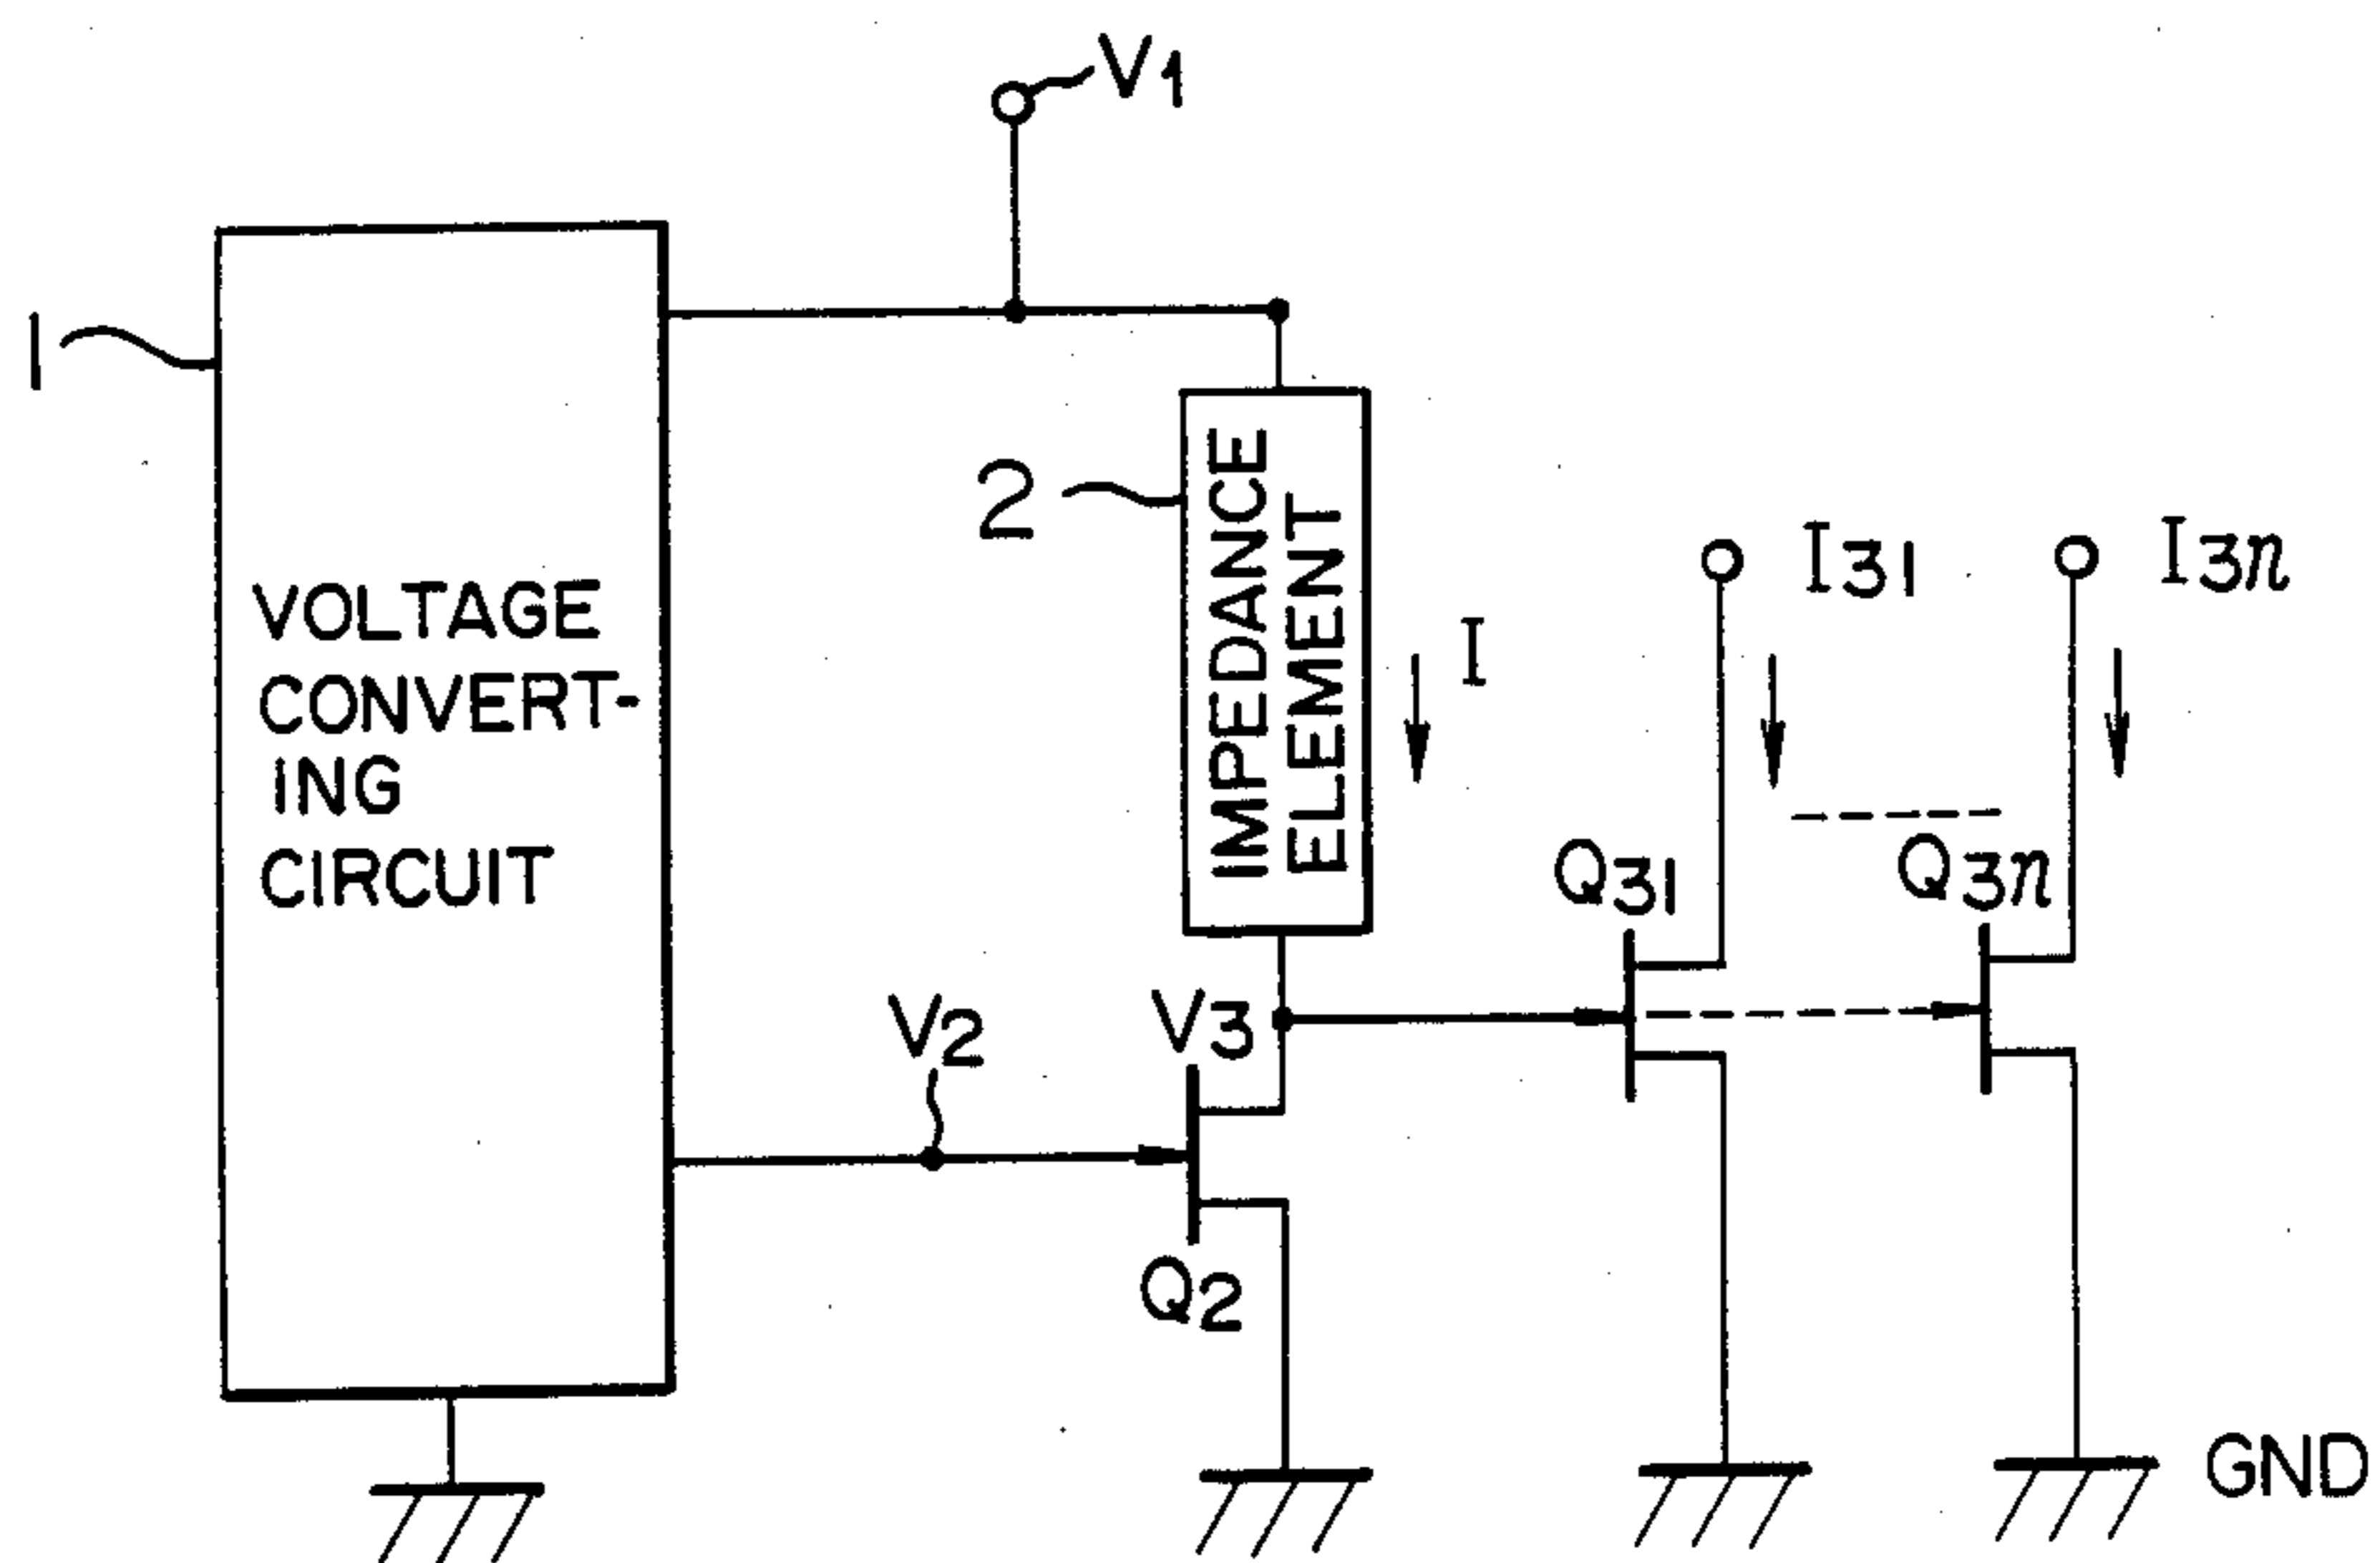 V1
1
VOLTAGE
CONVERT-
ING
CIRCUIT
2
IMPEDANCE
ELEMENT
I
I31
I3n
Q31
Q3n
V2
V3
Q2
GND